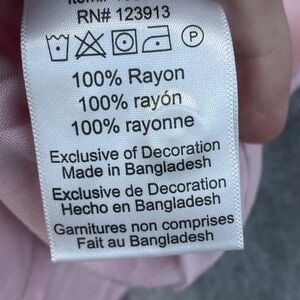 RN# 123913
P
100% Rayon
100% rayón
100% rayonne
Exclusive of Decoration
Made in Bangladesh
Exclusive de Decoration
Hecho en Bangladesh
Garnitures non comprises
Fait au Bangladesh